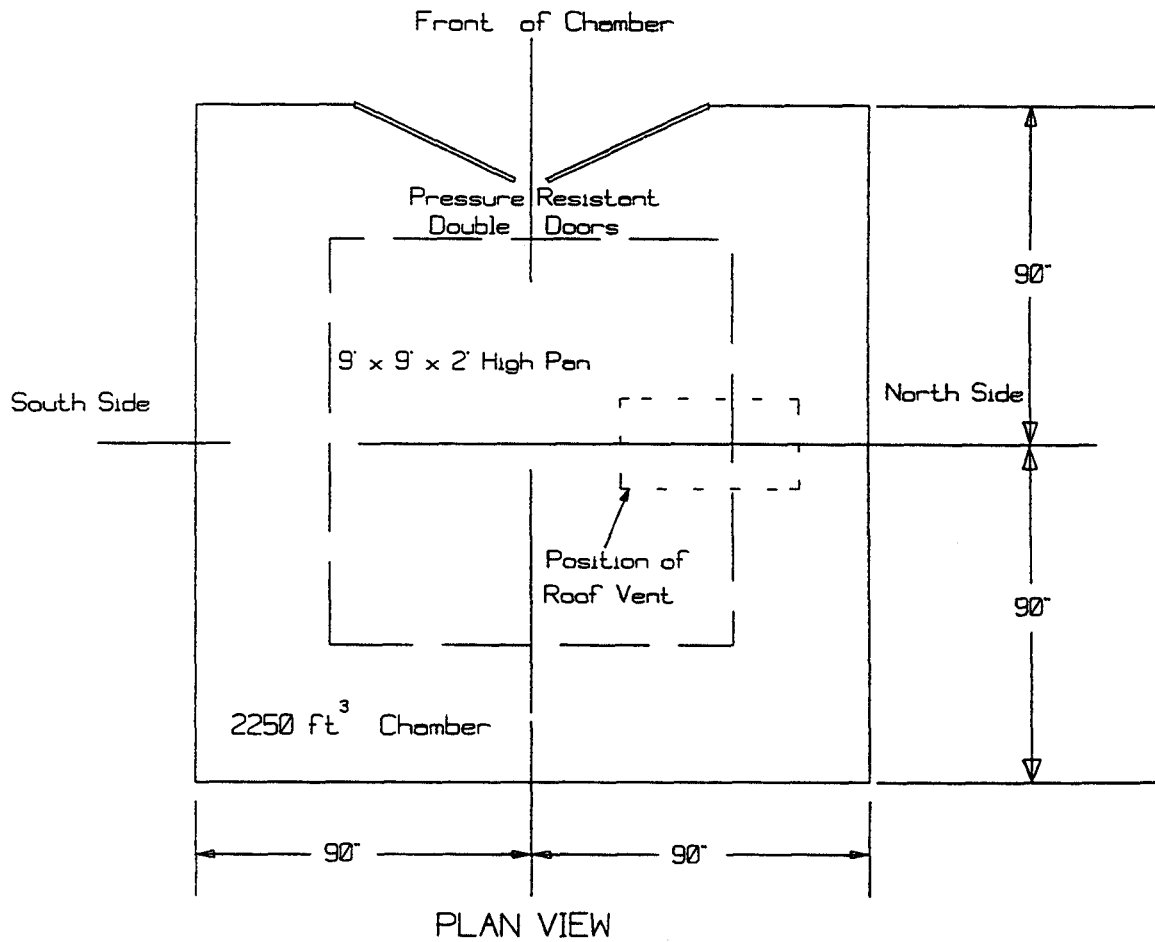 Front of Chamber
Pressure Resistant
Double Doors
90"
9' x 9' x 2' High Pan
South Side
North Side
Position of
Roof Vent
90"
2250 ft³ Chamber
90"
90"
PLAN VIEW